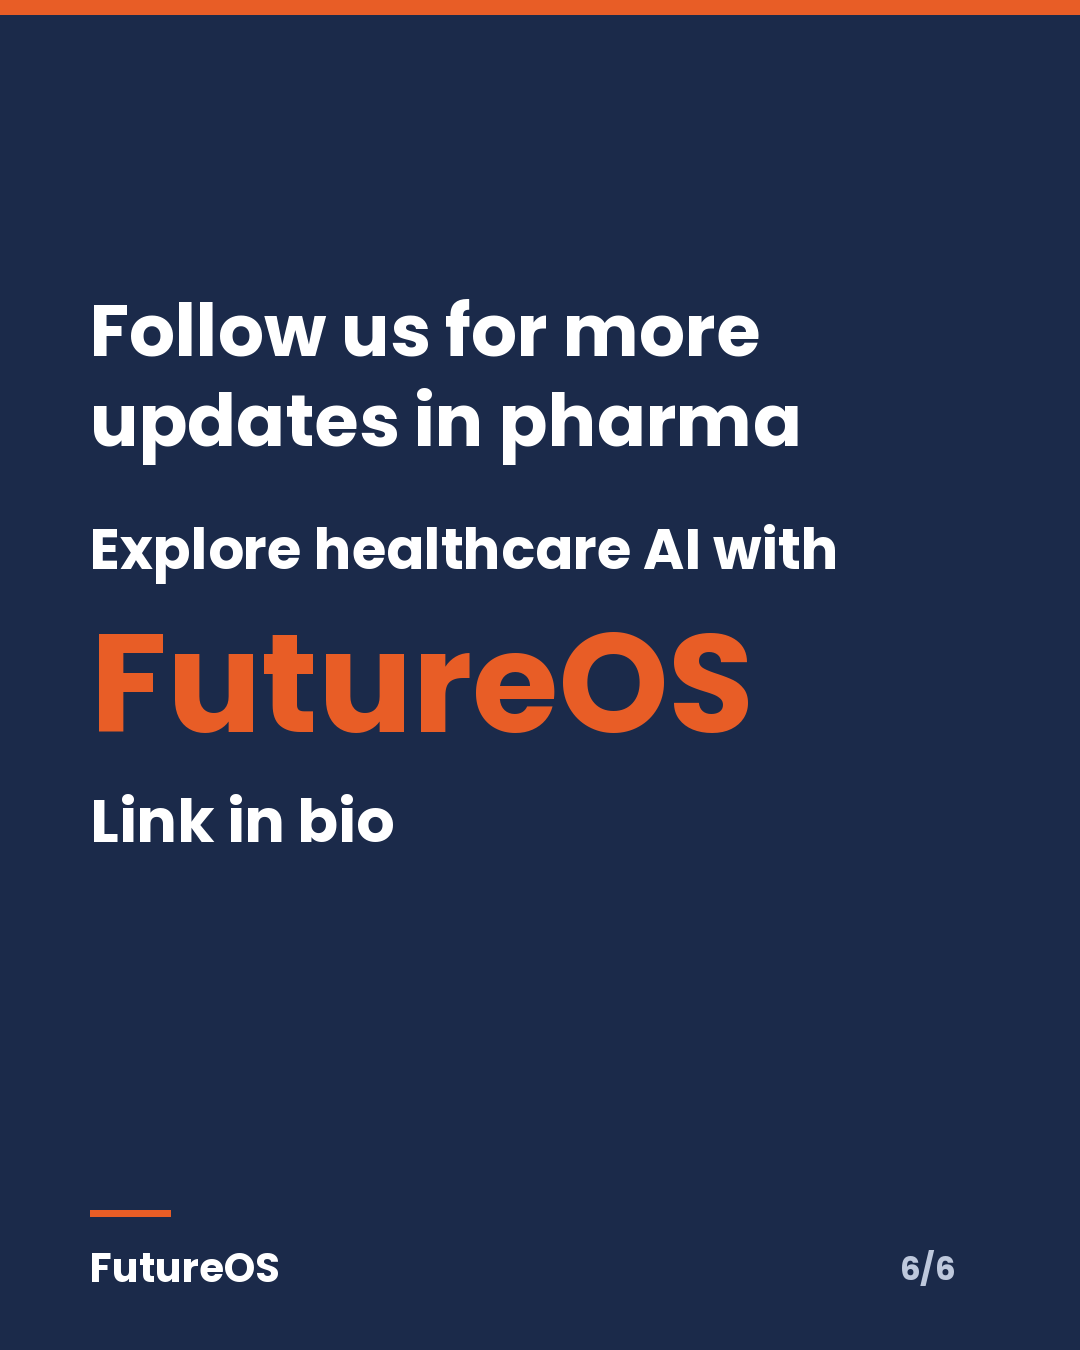 Follow us for more
updates in pharma
Explore healthcare AI with
FutureOS
Link in bio
FutureOS
6/6